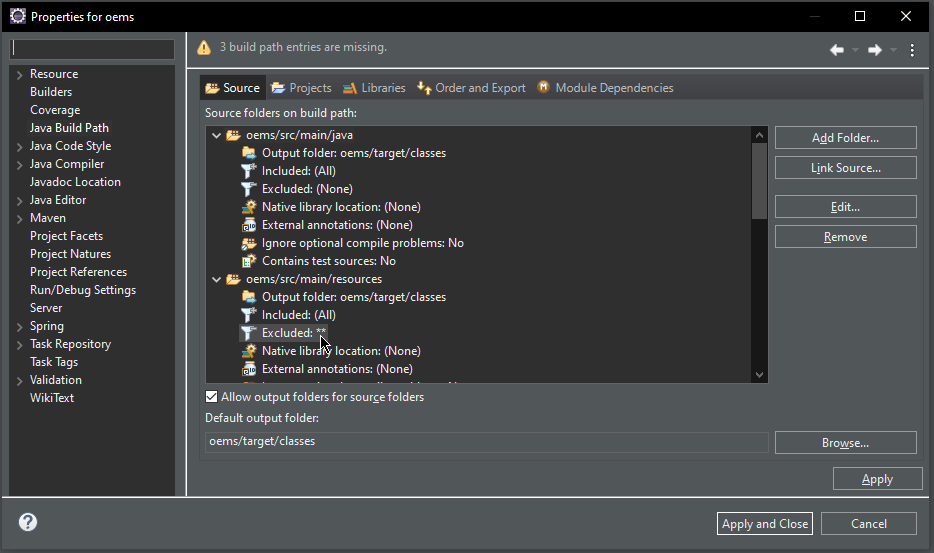 Properties for oems
3 build path entries are missing.
Resource
Builders
Coverage
Java Build Path
Java Code Style
Java Compiler
Javadoc Location
Java Editor
Maven
Project Facets
Project Natures
Project References
Run/Debug Settings
Server
Spring
Task Repository
Task Tags
Validation
WikiText
Source Projects Libraries Order and Export Module Dependencies
Source folders on build path:
oems/src/main/java
Output folder: oems/target/classes
Included: (All)
Excluded: (None)
Native library location: (None)
External annotations: (None)
Ignore optional compile problems: No
Contains test sources: No
oems/src/main/resources
Output folder: oems/target/classes
Included: (All)
Excluded: **
Native library location: (None)
External annotations: (None)
Add Folder...
Link Source...
Edit...
Remove
Allow output folders for source folders
Default output folder:
oems/target/classes
Browse...
Apply
Apply and Close
Cancel